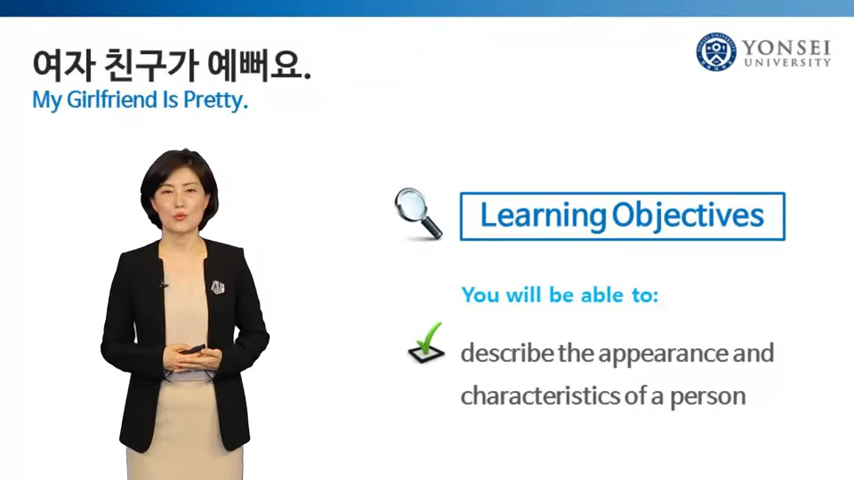 여자 친구가 예뻐요.
My Girlfriend Is Pretty.
YONSEI
UNIVERSITY
Learning Objectives
You will be able to:
describe the appearance and
characteristics of a person